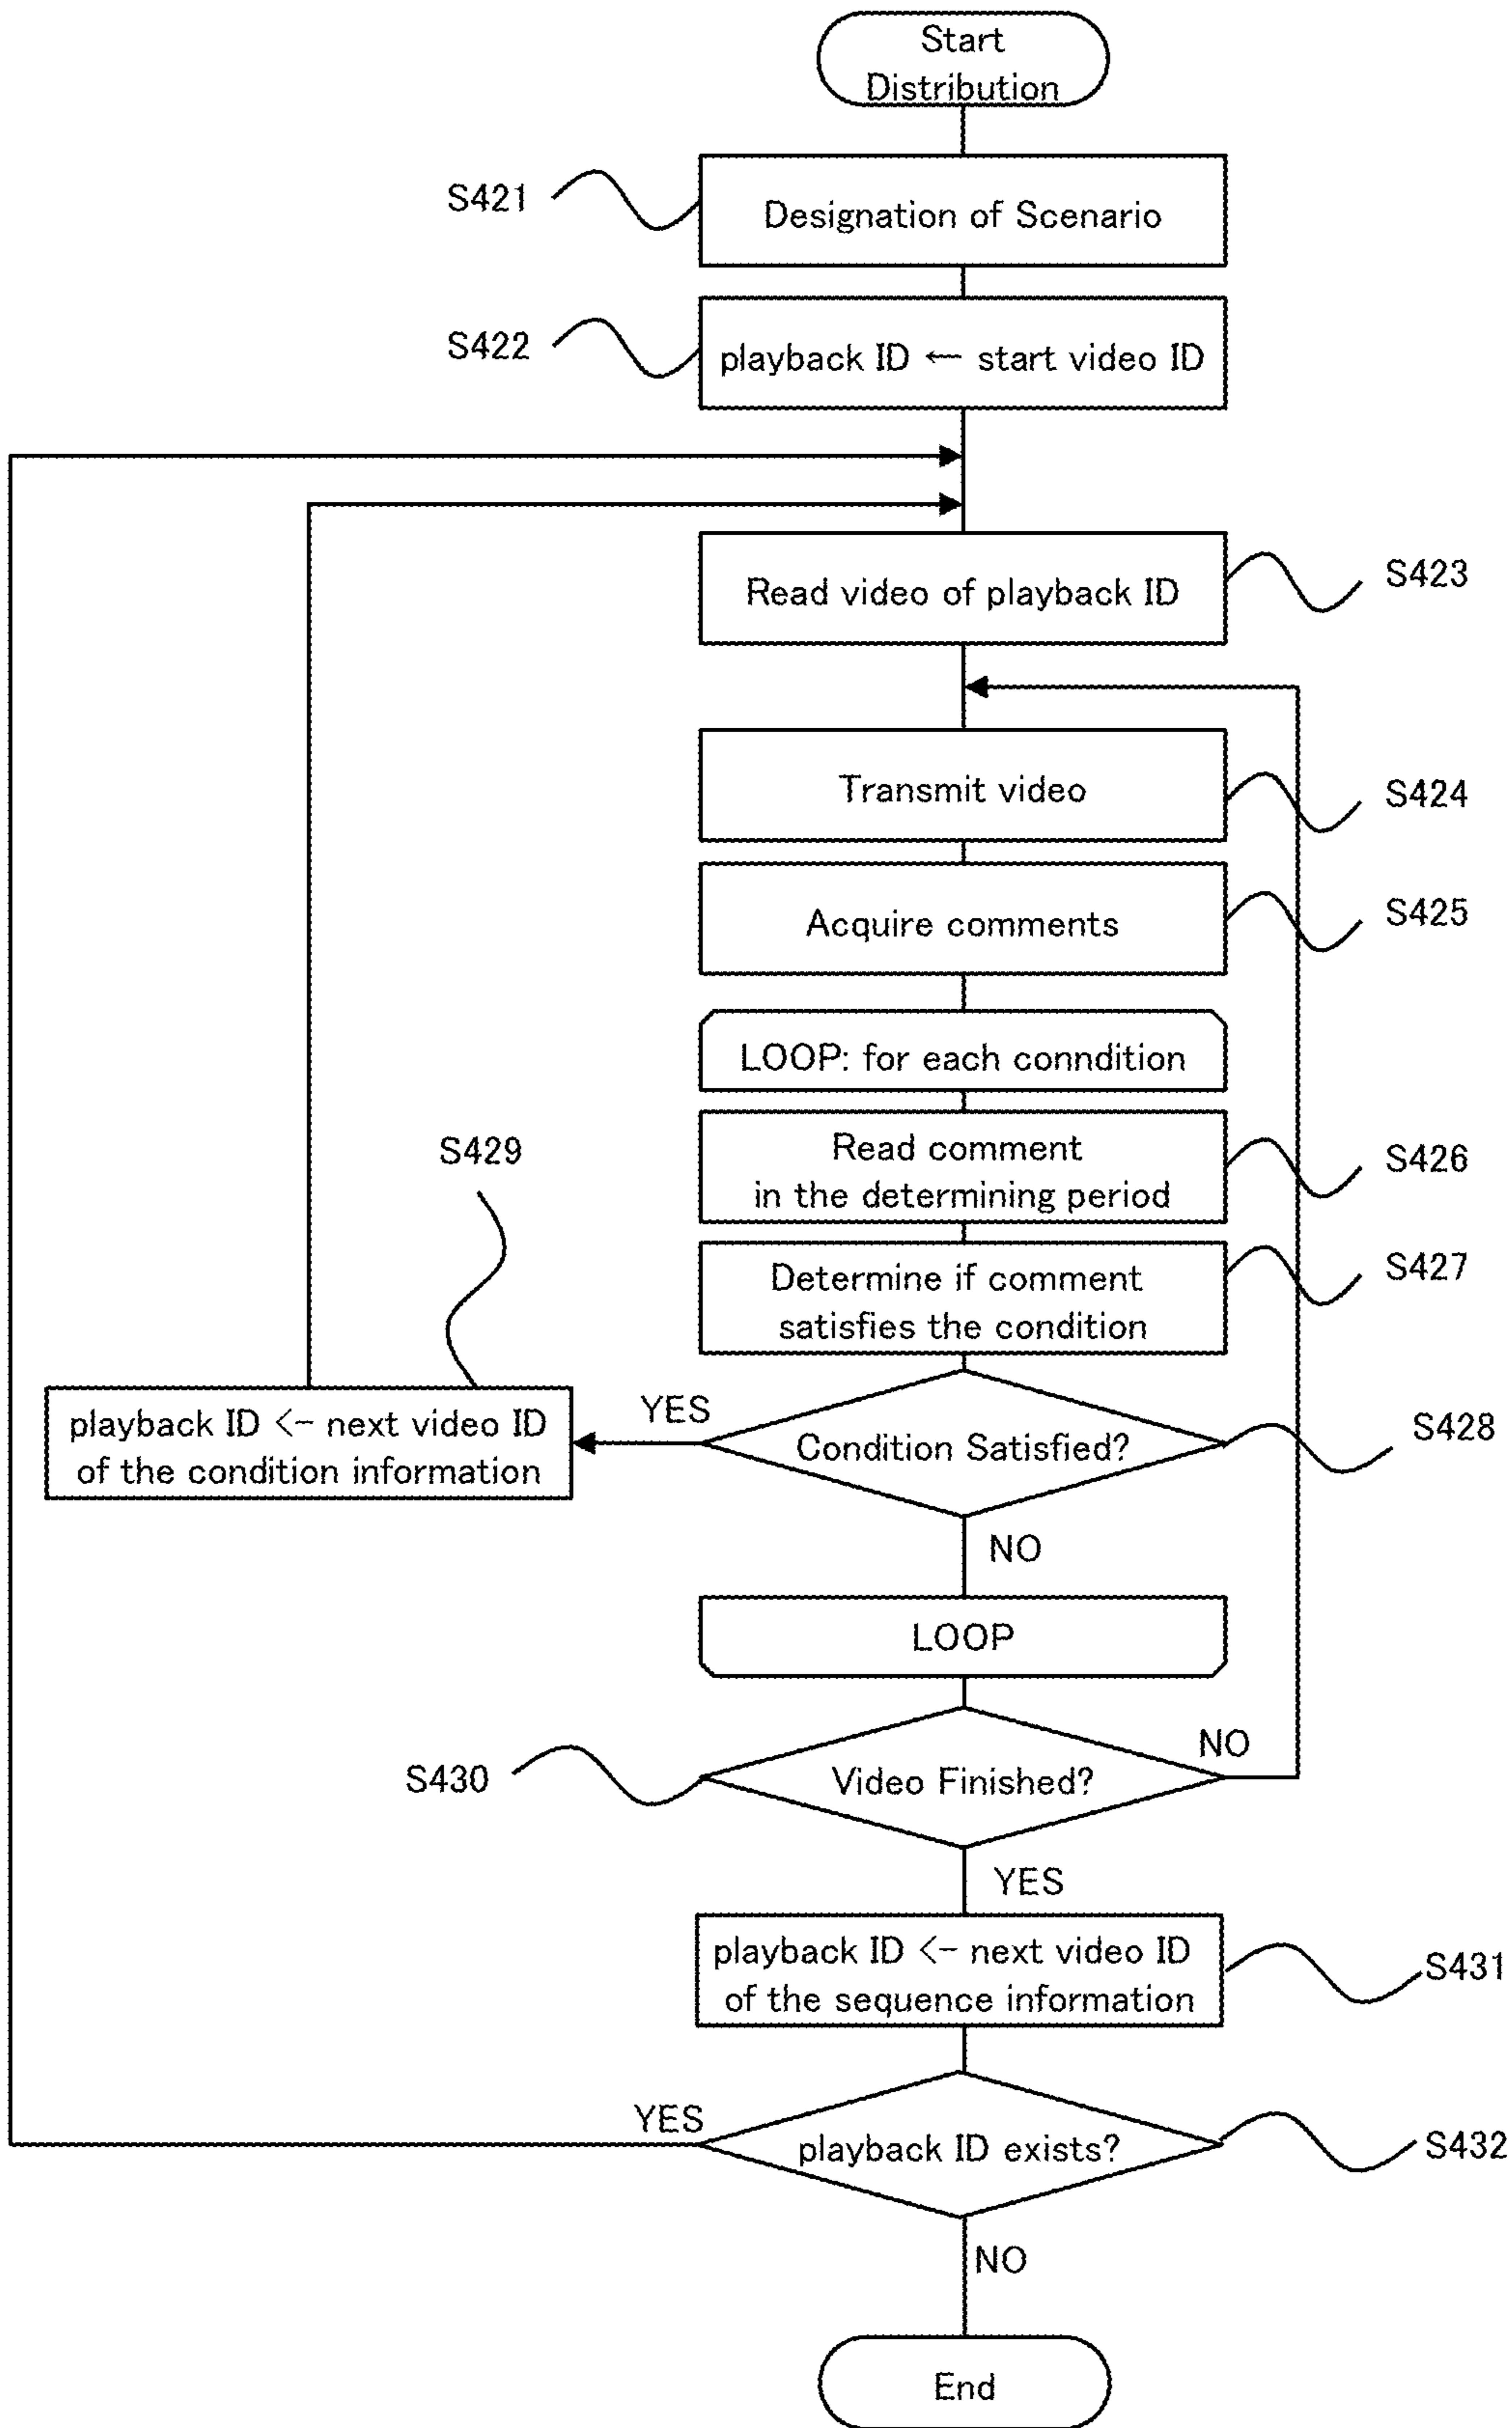 Start
Distribution
S421
Designation of Scenario
S422
playback ID ← start video ID
Read video of playback ID
S423
Transmit video
S424
Acquire comments
S425
LOOP: for each conndition
Read comment
in the determining period
S426
Determine if comment
satisfies the condition
S427
S429
playback ID <- next video ID
of the condition information
YES
Condition Satisfied?
S428
NO
LOOP
S430
Video Finished?
NO
YES
playback ID <- next video ID
of the sequence information
S431
YES
playback ID exists?
S432
NO
End